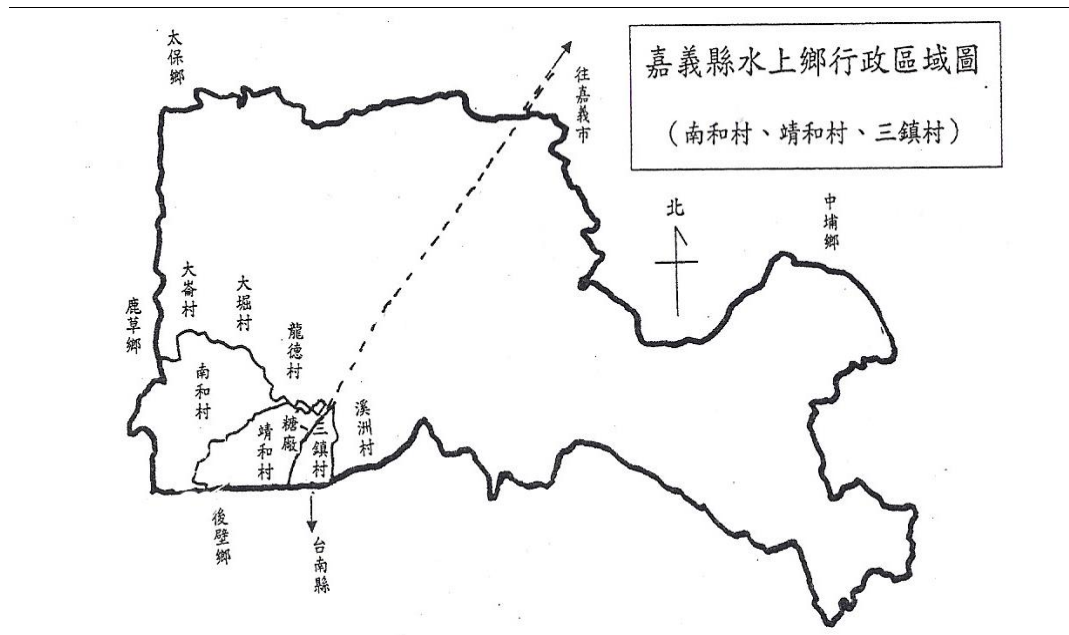 嘉義縣水上鄉行政區域圖
（南和村、靖和村、三鎮村）
太保鄉
往嘉義市
北
中埔鄉
大崙村
大堀村
鹿草鄉
龍德村
南和村
溪洲村
糖廠
靖和村
三鎮村
後壁鄉
台南縣